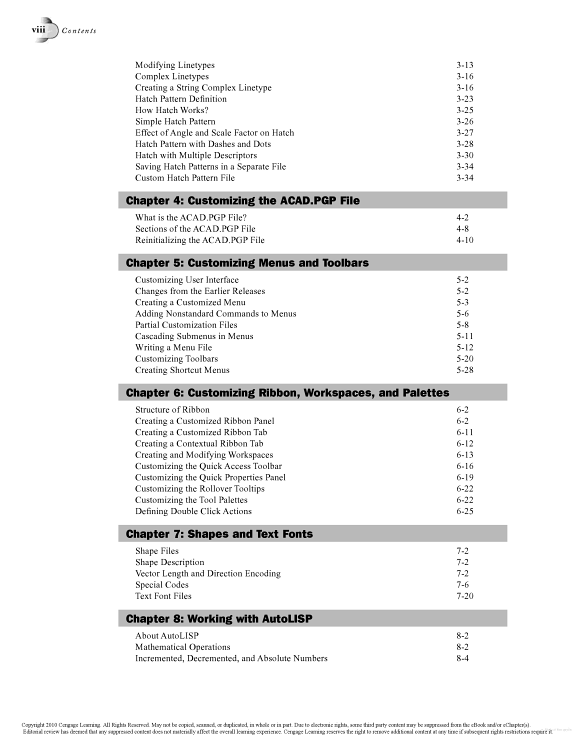 viii Contents
Modifying Linetypes 3-13
Complex Linetypes 3-16
Creating a String Complex Linetype 3-16
Hatch Pattern Definition 3-23
How Hatch Works? 3-25
Simple Hatch Pattern 3-26
Effect of Angle and Scale Factor on Hatch 3-27
Hatch Pattern with Dashes and Dots 3-28
Hatch with Multiple Descriptors 3-30
Saving Hatch Patterns in a Separate File 3-34
Custom Hatch Pattern File 3-34
Chapter 4: Customizing the ACAD.PGP File
What is the ACAD.PGP File? 4-2
Sections of the ACAD.PGP File 4-8
Reinitializing the ACAD.PGP File 4-10
Chapter 5: Customizing Menus and Toolbars
Customizing User Interface 5-2
Changes from the Earlier Releases 5-2
Creating a Customized Menu 5-3
Adding Nonstandard Commands to Menus 5-6
Partial Customization Files 5-8
Cascading Submenus in Menus 5-11
Writing a Menu File 5-12
Customizing Toolbars 5-20
Creating Shortcut Menus 5-28
Chapter 6: Customizing Ribbon, Workspaces, and Palettes
Structure of Ribbon 6-2
Creating a Customized Ribbon Panel 6-2
Creating a Customized Ribbon Tab 6-11
Creating a Contextual Ribbon Tab 6-12
Creating and Modifying Workspaces 6-13
Customizing the Quick Access Toolbar 6-16
Customizing the Quick Properties Panel 6-19
Customizing the Rollover Tooltips 6-22
Customizing the Tool Palettes 6-22
Defining Double Click Actions 6-25
Chapter 7: Shapes and Text Fonts
Shape Files 7-2
Shape Description 7-2
Vector Length and Direction Encoding 7-2
Special Codes 7-6
Text Font Files 7-20
Chapter 8: Working with AutoLISP
About AutoLISP 8-2
Mathematical Operations 8-2
Incremented, Decremented, and Absolute Numbers 8-4
Copyright 2010 Cengage Learning. All Rights Reserved. May not be copied, scanned, or duplicated, in whole or in part. Due to electronic rights, some third party content may be suppressed from the eBook and/or eChapter(s).
Editorial review has deemed that any suppressed content does not materially affect the overall learning experience. Cengage Learning reserves the right to remove additional content at any time if subsequent rights restrictions require it.